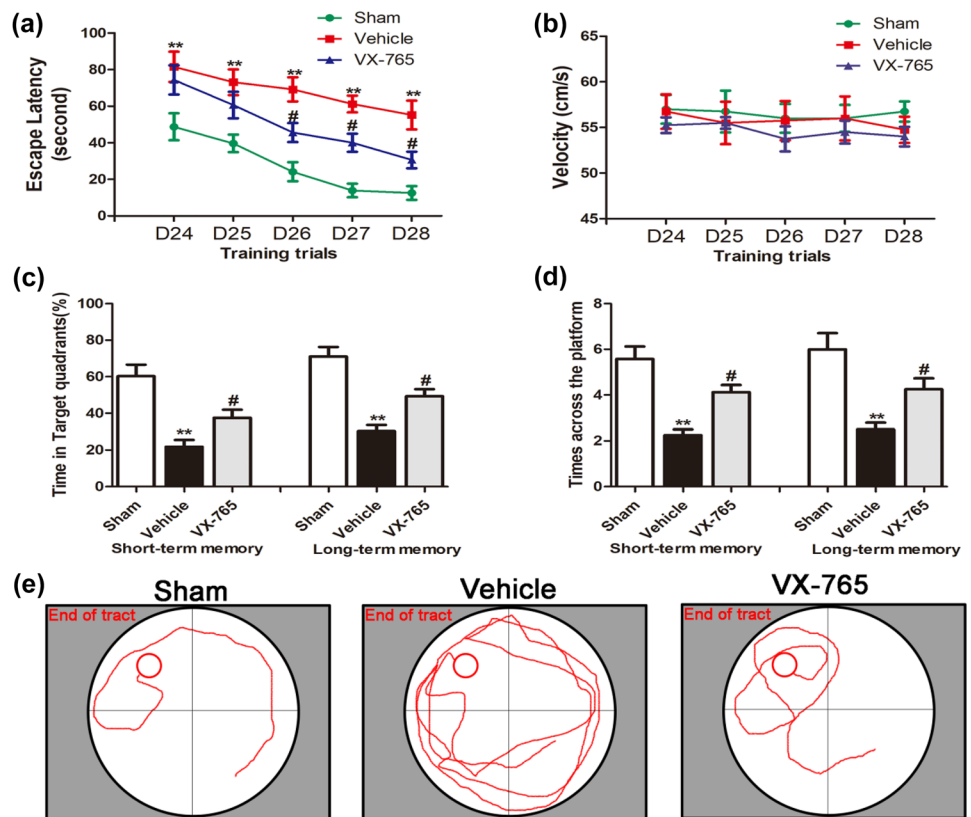 (a)
Sham
Vehicle
VX-765
Escape Latency
(second)
100
80
60
40
20
0
**
**
**
**
**
#
#
#
D24
D25
D26
D27
D28
Training trials
(b)
Sham
Vehicle
VX-765
Velocity (cm/s)
65
60
55
50
45
D24
D25
D26
D27
D28
Training trials
(c)
Time in Target quadrants(%)
100
80
60
40
20
0
**
#
**
#
Sham
Vehicle
VX-765
Sham
Vehicle
VX-765
Short-term memory
Long-term memory
(d)
Times across the platform
8
6
4
2
0
**
#
**
#
Sham
Vehicle
VX-765
Sham
Vehicle
VX-765
Short-term memory
Long-term memory
(e)
Sham
Vehicle
VX-765
End of tract
End of tract
End of tract